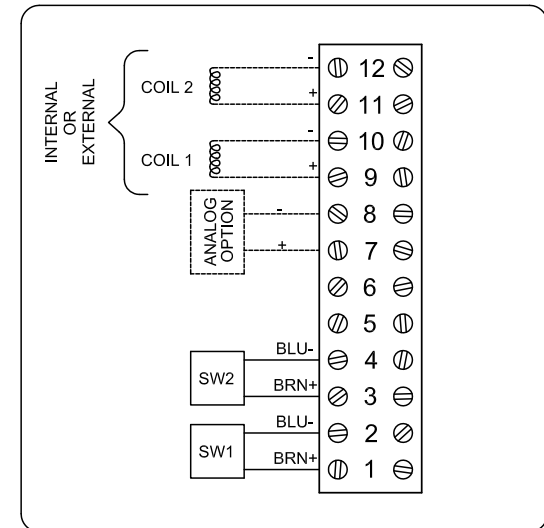 INTERNAL
OR
EXTERNAL
COIL 2
-
+
COIL 1
-
+
ANALOG
OPTION
-
+
SW2
BLU-
BRN+
SW1
BLU-
BRN+
12
11
10
9
8
7
6
5
4
3
2
1